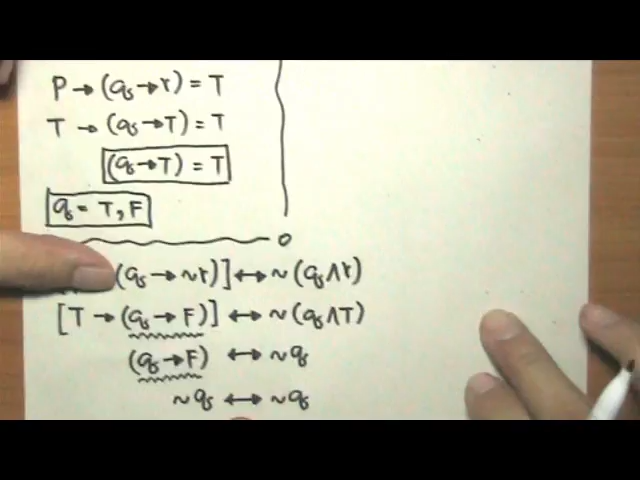 P → (q → r) = T
T → (q → T) = T
(q → T) = T
q = T, F
(q → ~r)] ↔ ~(q ∧ r)
[T → (q → F)] ↔ ~(q ∧ T)
(q → F) ↔ ~q
~q ↔ ~q